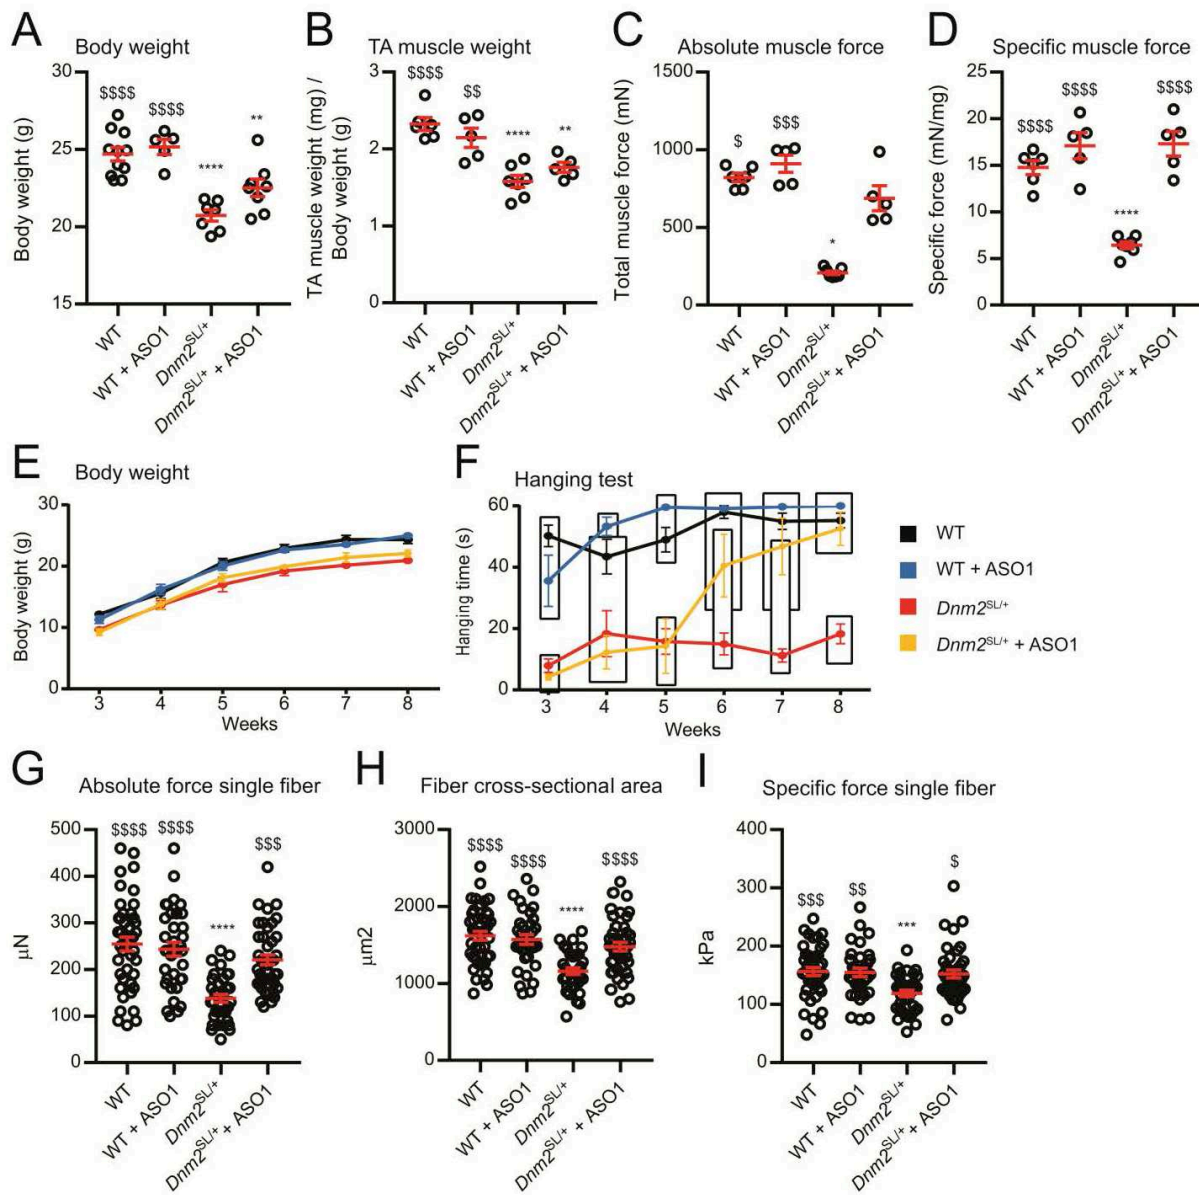 A Body weight
Body weight (g)
30
25
20
15
$$$$
$$$$
****
**
WT
WT + ASO1
Dnm2SL/+
Dnm2SL/+ + ASO1
B TA muscle weight
TA muscle weight (mg) /
Body weight (g)
3
2
1
0
$$$$
$$
****
**
WT
WT + ASO1
Dnm2SL/+
Dnm2SL/+ + ASO1
C Absolute muscle force
Total muscle force (mN)
1500
1000
500
0
$
$$$
*
WT
WT + ASO1
Dnm2SL/+
Dnm2SL/+ + ASO1
D Specific muscle force
Specific force (mN/mg)
25
20
15
10
5
0
$$$$
$$$$
****
$$$$
WT
WT + ASO1
Dnm2SL/+
Dnm2SL/+ + ASO1
E Body weight
Body weight (g)
30
20
10
0
3 4 5 6 7 8
Weeks
F Hanging test
Hanging time (s)
60
40
20
0
3 4 5 6 7 8
Weeks
WT
WT + ASO1
Dnm2SL/+
Dnm2SL/+ + ASO1
G Absolute force single fiber
µN
500
400
300
200
100
0
$$$$
$$$$
****
$$$
WT
WT + ASO1
Dnm2SL/+
Dnm2SL/+ + ASO1
H Fiber cross-sectional area
µm2
3000
2000
1000
0
$$$$
$$$$
****
$$$$
WT
WT + ASO1
Dnm2SL/+
Dnm2SL/+ + ASO1
I Specific force single fiber
kPa
400
300
200
100
0
$$$
$$
***
$
WT
WT + ASO1
Dnm2SL/+
Dnm2SL/+ + ASO1